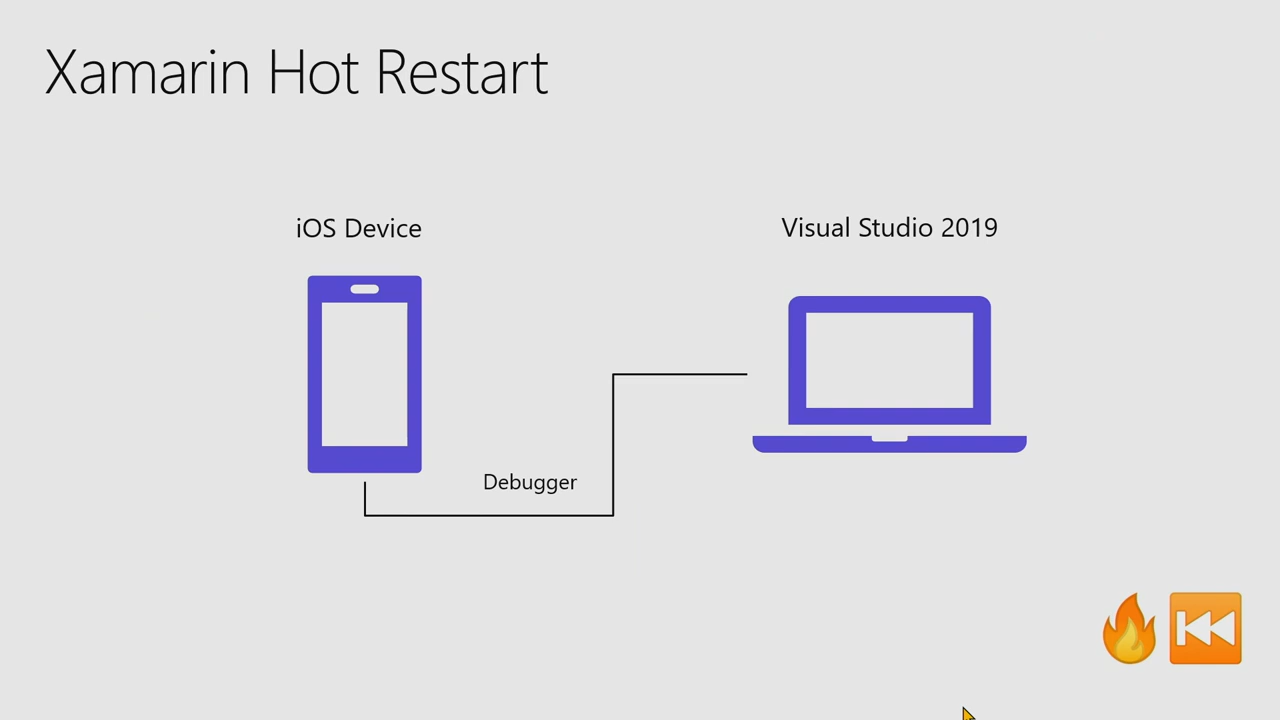 Xamarin Hot Restart
iOS Device
Visual Studio 2019
Debugger